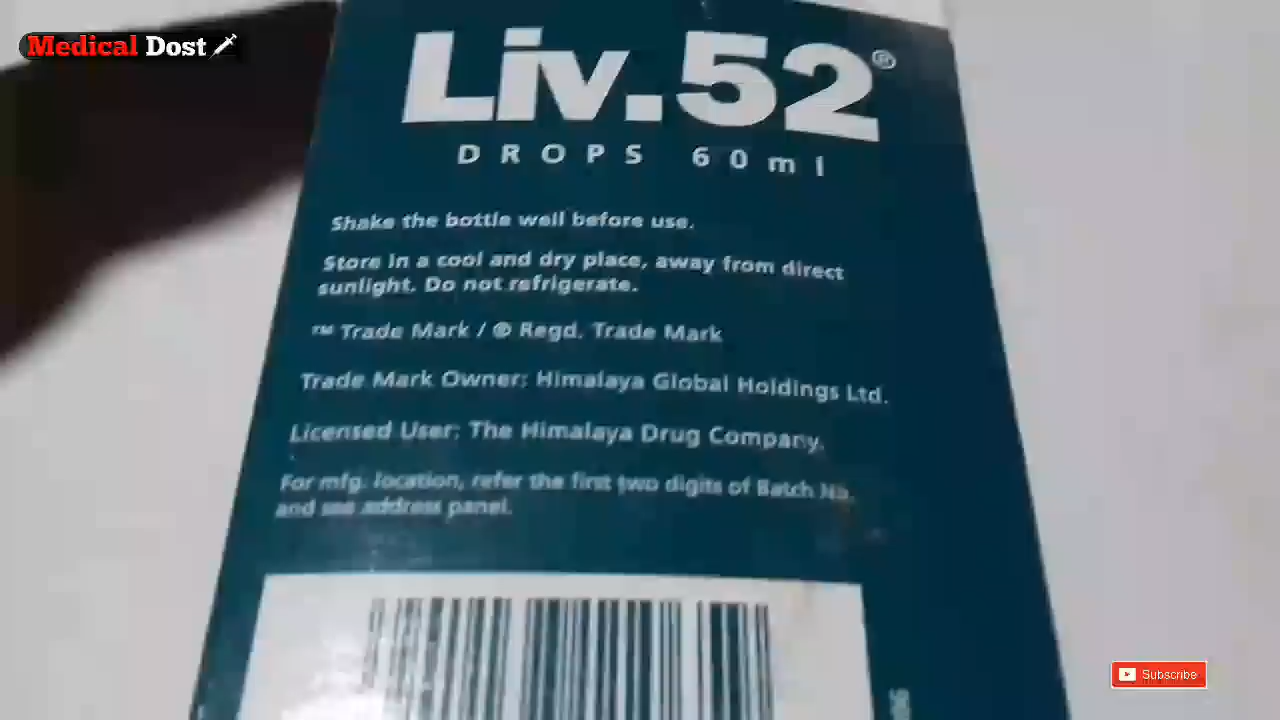 Medical Dost
Liv.52®
DROPS 60ml
Shake the bottle well before use.
Store in a cool and dry place, away from direct
sunlight. Do not refrigerate.
™ Trade Mark / ® Regd. Trade Mark
Trade Mark Owner: Himalaya Global Holdings Ltd.
Licensed User: The Himalaya Drug Company.
For mfg. location, refer the first two digits of Batch No.
and see address panel.
Subscribe